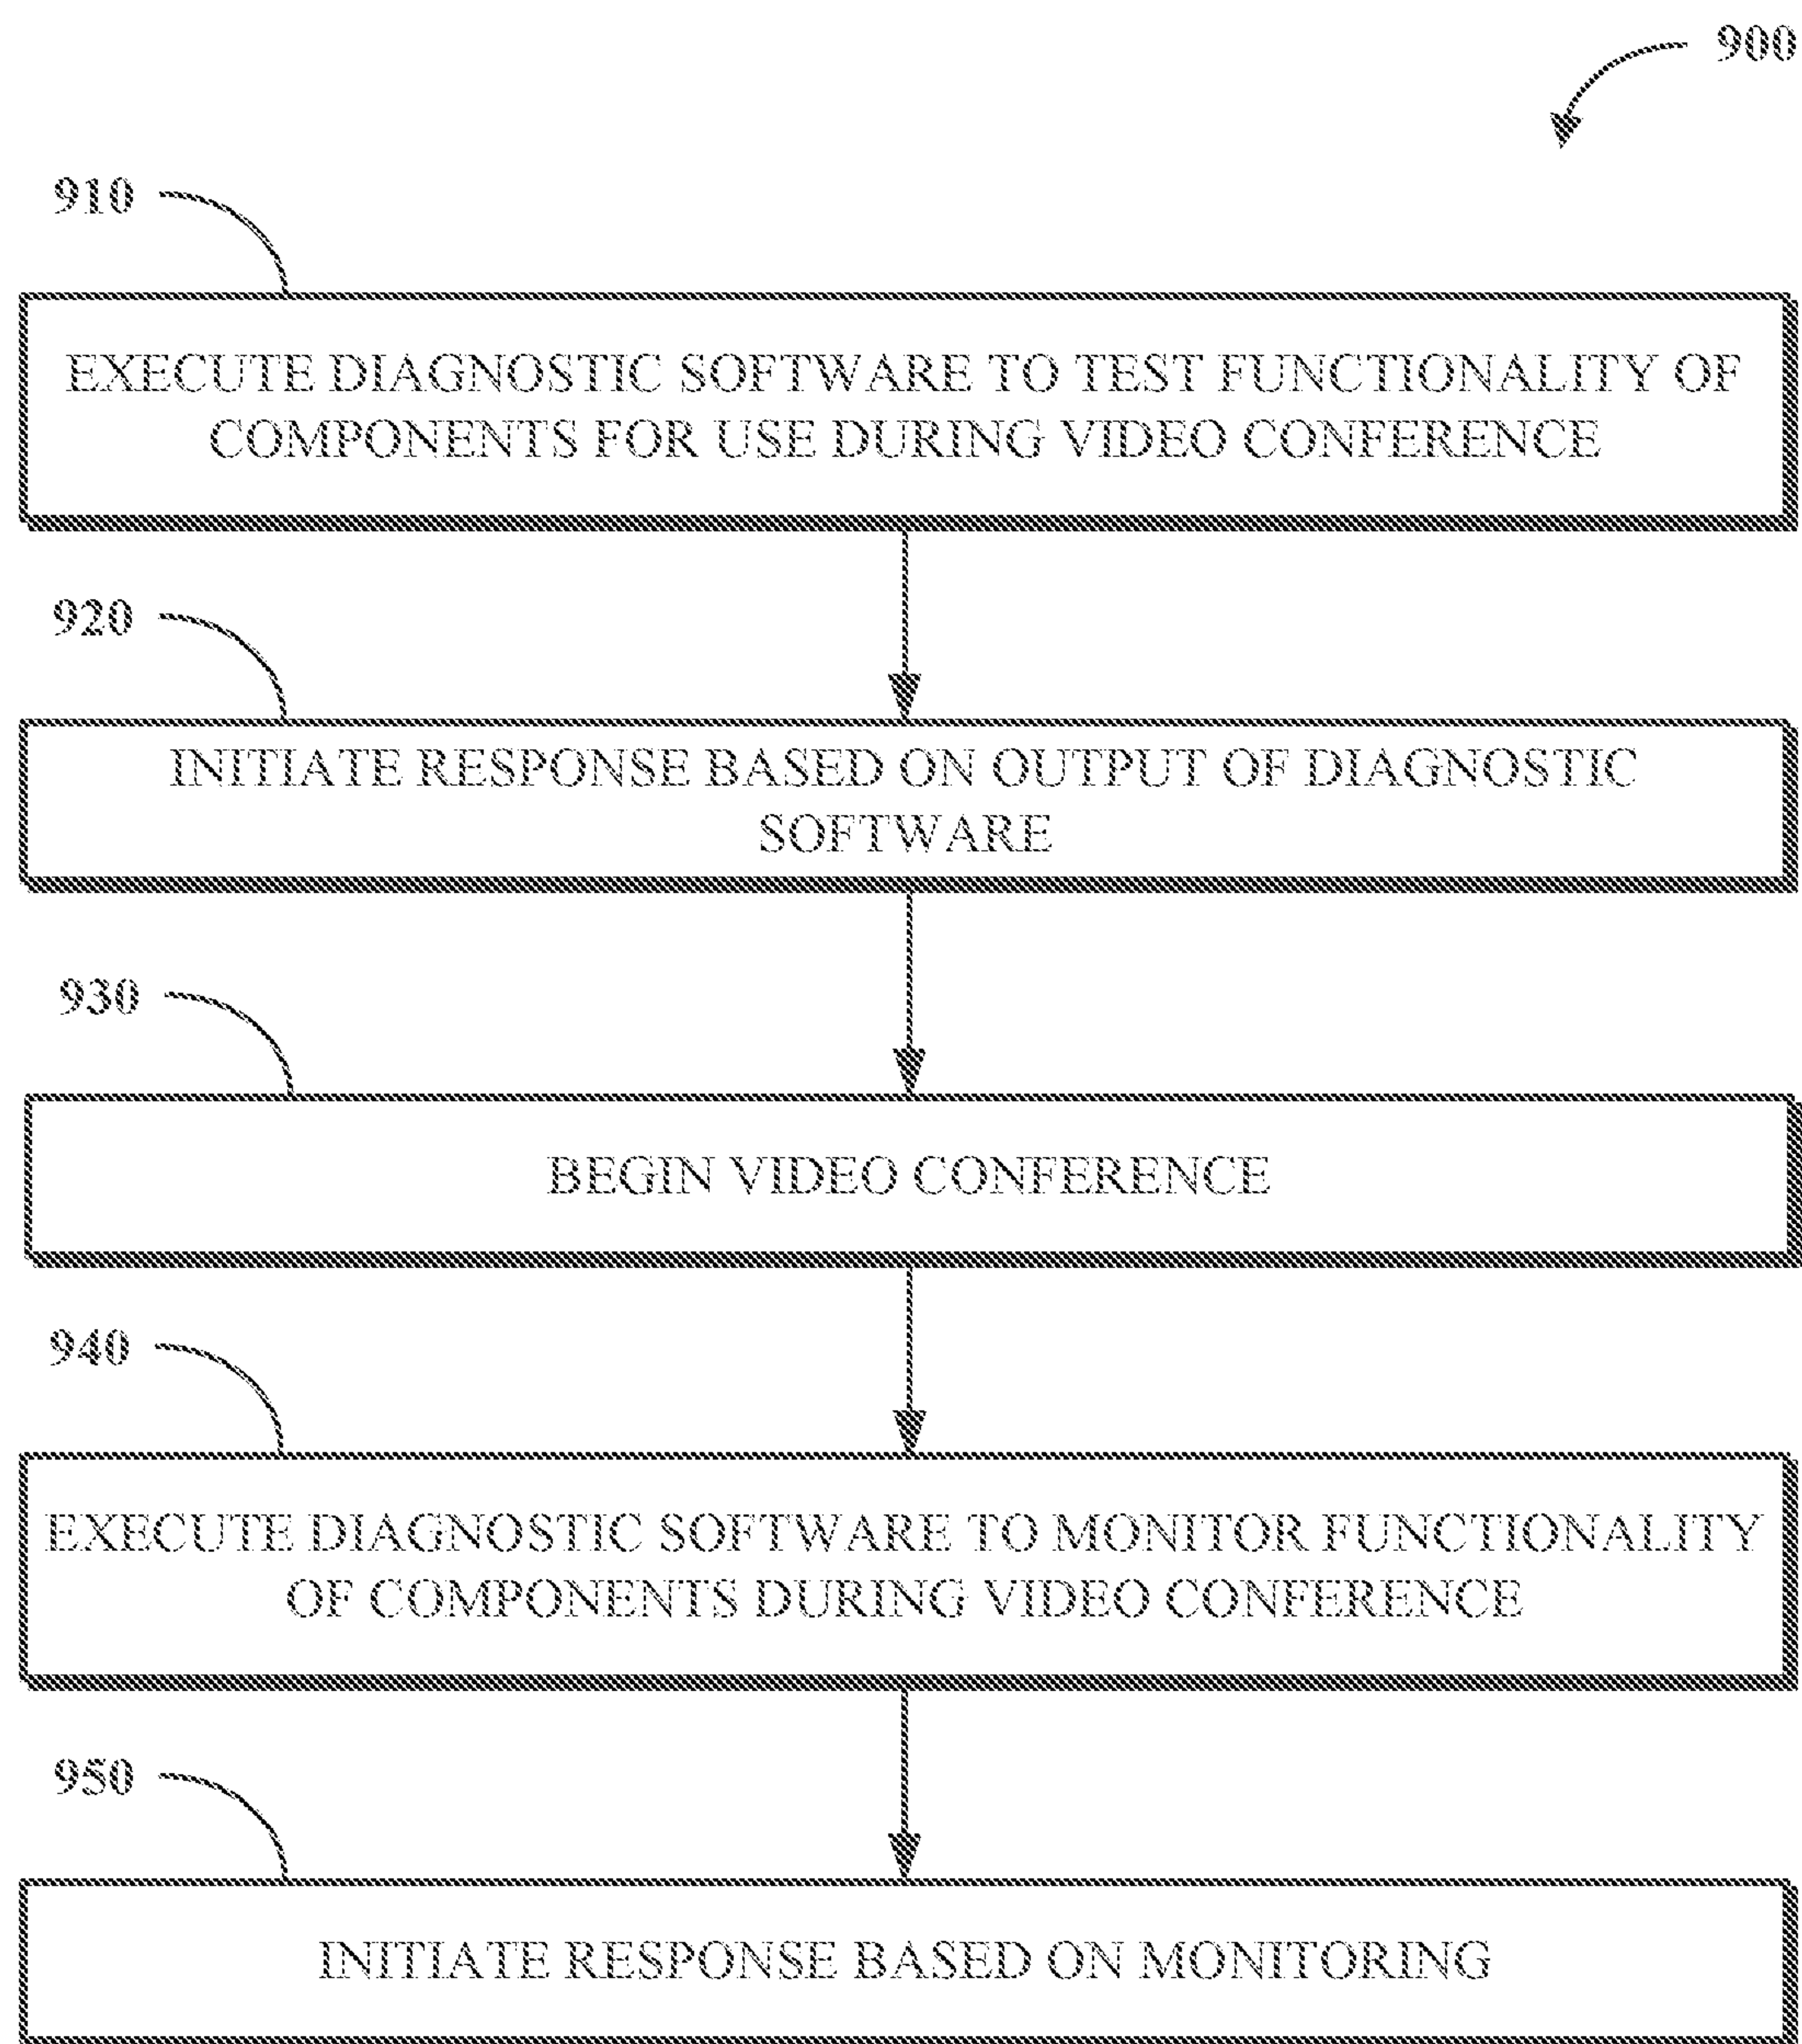 900
910
EXECUTE DIAGNOSTIC SOFTWARE TO TEST FUNCTIONALITY OF
COMPONENTS FOR USE DURING VIDEO CONFERENCE
920
INITIATE RESPONSE BASED ON OUTPUT OF DIAGNOSTIC
SOFTWARE
930
BEGIN VIDEO CONFERENCE
940
EXECUTE DIAGNOSTIC SOFTWARE TO MONITOR FUNCTIONALITY
OF COMPONENTS DURING VIDEO CONFERENCE
950
INITIATE RESPONSE BASED ON MONITORING